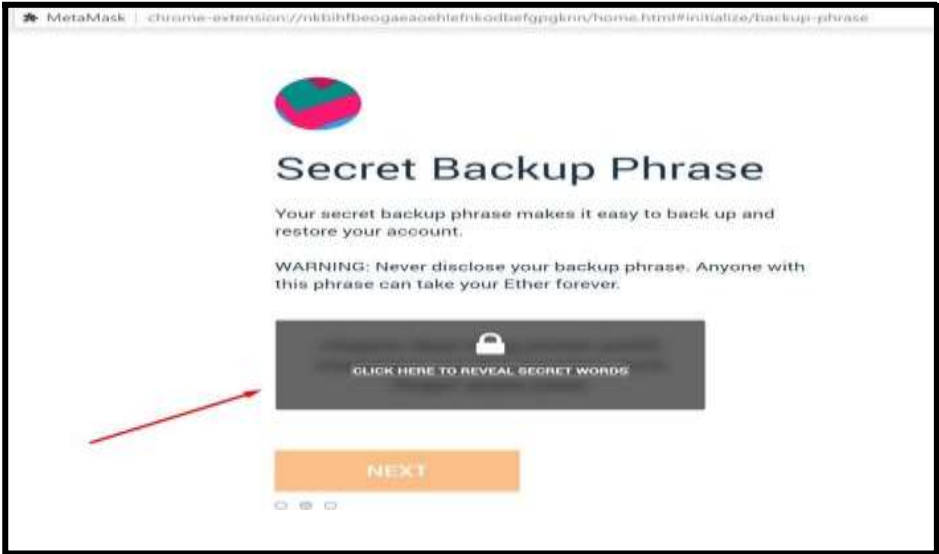 MetaMask | chrome-extension://nkbihfbeogaeaoehlefnkodbefgpgknn/home.html#initialize/backup-phrase
Secret Backup Phrase
Your secret backup phrase makes it easy to back up and
restore your account.
WARNING: Never disclose your backup phrase. Anyone with
this phrase can take your Ether forever.
CLICK HERE TO REVEAL SECRET WORDS
NEXT